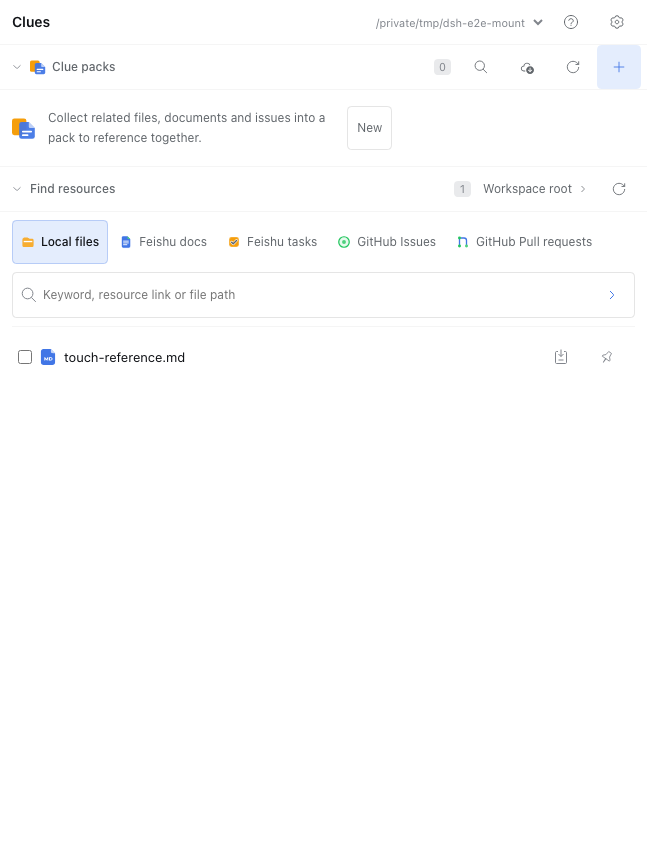 Clues
/private/tmp/dsh-e2e-mount
Clue packs
0
Collect related files, documents and issues into a
pack to reference together.
New
Find resources
1
Workspace root
Local files
Feishu docs
Feishu tasks
GitHub Issues
GitHub Pull requests
Keyword, resource link or file path
MD
touch-reference.md